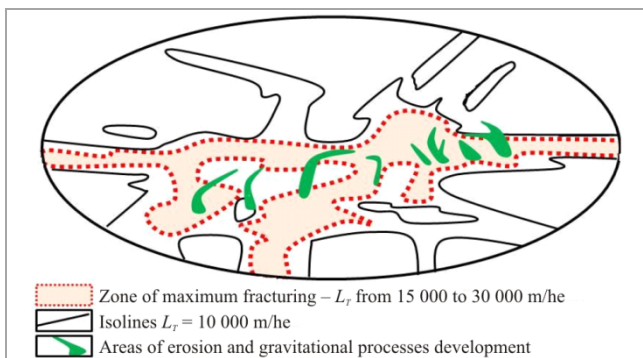 Zone of maximum fracturing – L_T from 15 000 to 30 000 m/he
Isolines L_T = 10 000 m/he
Areas of erosion and gravitational processes development